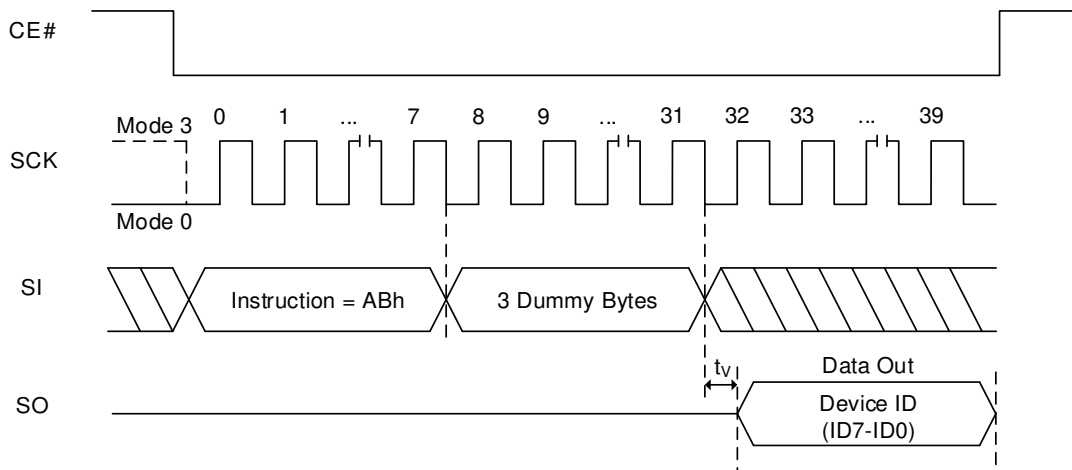 CE#
0 1 ... 7 8 9 ... 31 32 33 ... 39
Mode 3
SCK
Mode 0
SI
Instruction = ABh
3 Dummy Bytes
tV
Data Out
SO
Device ID
(ID7-ID0)